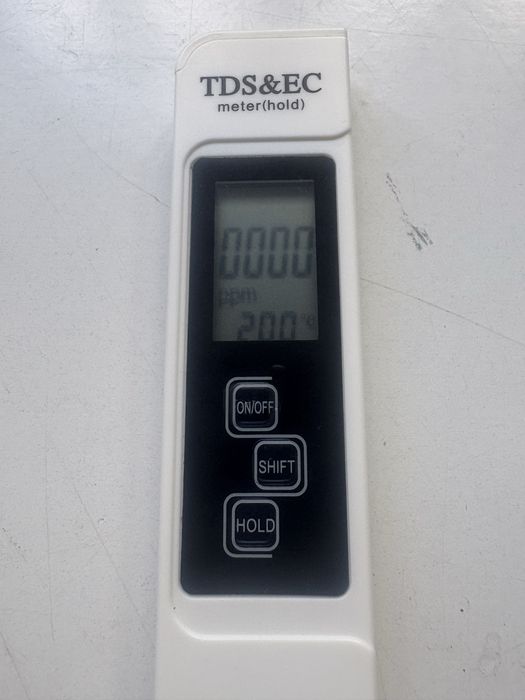 TDS&EC
meter(hold)
0000
ppm
20.0 °C
ON/OFF
SHIFT
HOLD